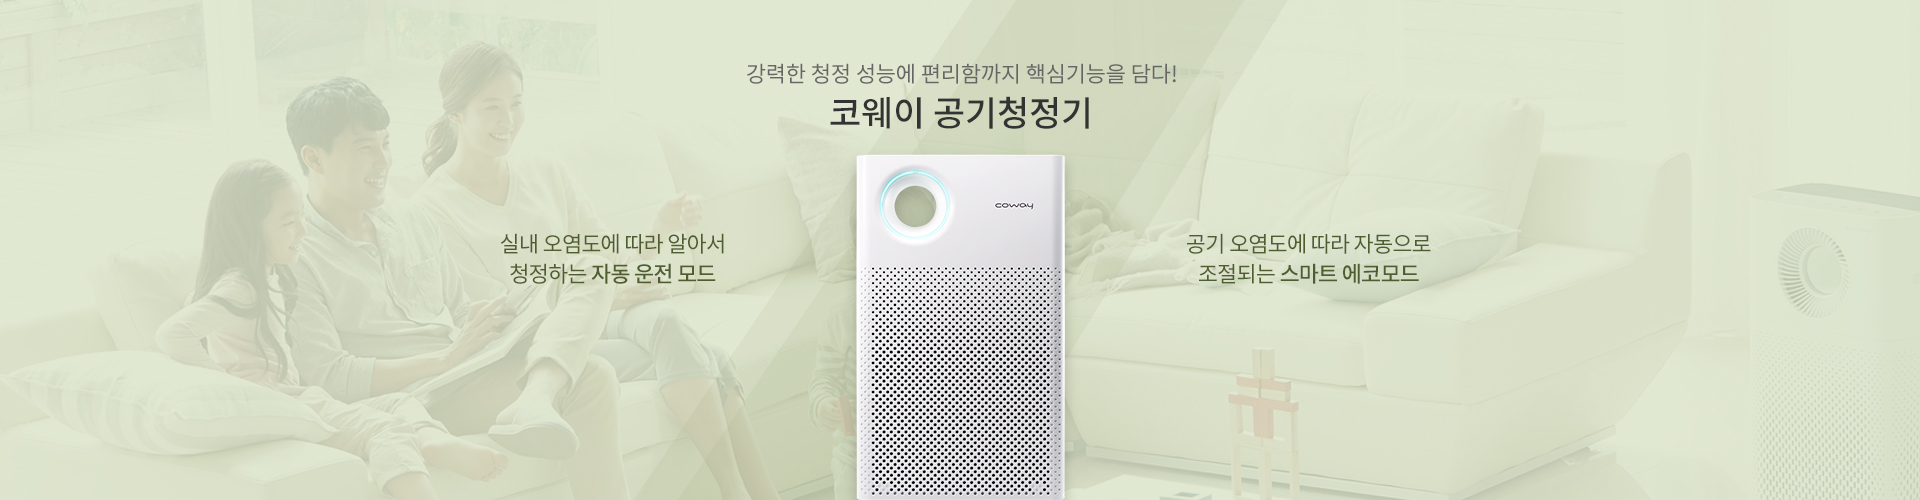 강력한 청정 성능에 편리함까지 핵심기능을 담다!
코웨이 공기청정기
coway
실내 오염도에 따라 알아서
청정하는 자동 운전 모드
공기 오염도에 따라 자동으로
조절되는 스마트 에코모드